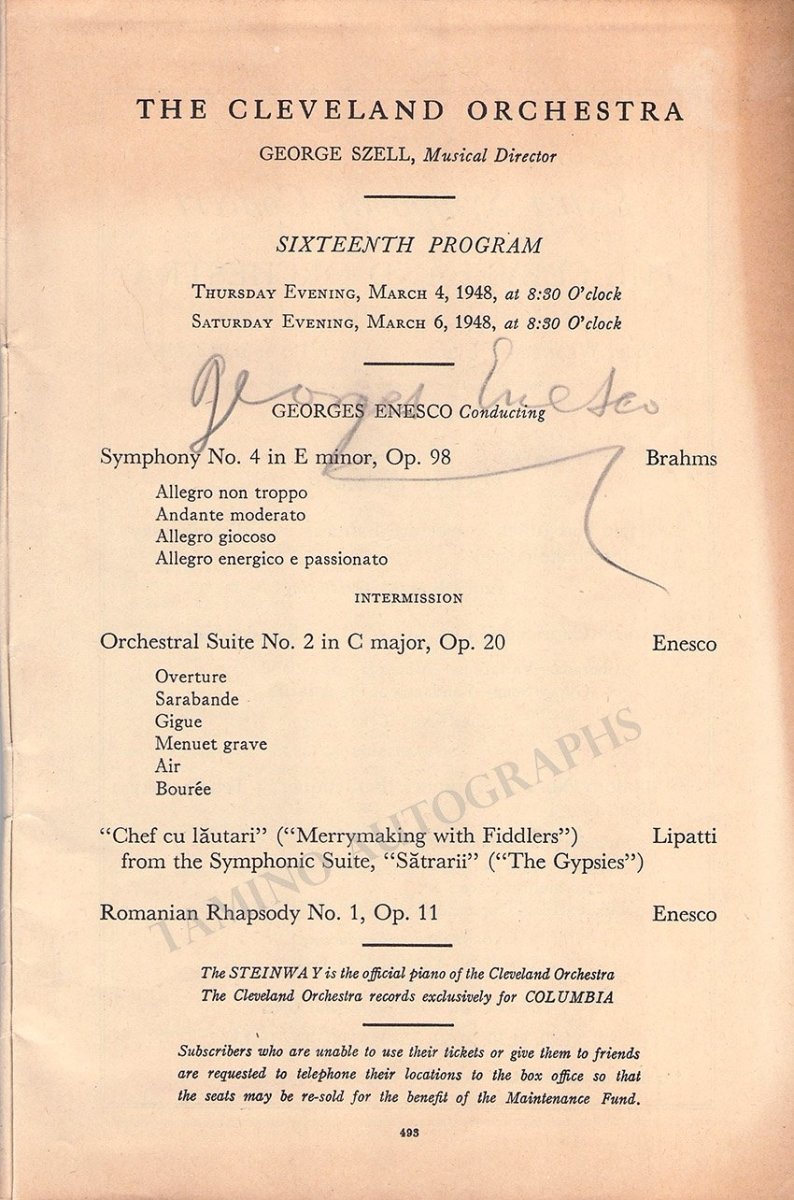 THE CLEVELAND ORCHESTRA
GEORGE SZELL, Musical Director
SIXTEENTH PROGRAM
THURSDAY EVENING, MARCH 4, 1948, at 8:30 O'clock
SATURDAY EVENING, MARCH 6, 1948, at 8:30 O'clock
Georges Enesco
GEORGES ENESCO Conducting
Symphony No. 4 in E minor, Op. 98 Brahms
Allegro non troppo
Andante moderato
Allegro giocoso
Allegro energico e passionato
INTERMISSION
Orchestral Suite No. 2 in C major, Op. 20 Enesco
Overture
Sarabande
Gigue
Menuet grave
Air
Bourée
“Chef cu lăutari” (“Merrymaking with Fiddlers”) Lipatti
from the Symphonic Suite, “Sătrarii” (“The Gypsies”)
Romanian Rhapsody No. 1, Op. 11 Enesco
TAMINO AUTOGRAPHS
The STEINWAY is the official piano of the Cleveland Orchestra
The Cleveland Orchestra records exclusively for COLUMBIA
Subscribers who are unable to use their tickets or give them to friends
are requested to telephone their locations to the box office so that
the seats may be re-sold for the benefit of the Maintenance Fund.
493